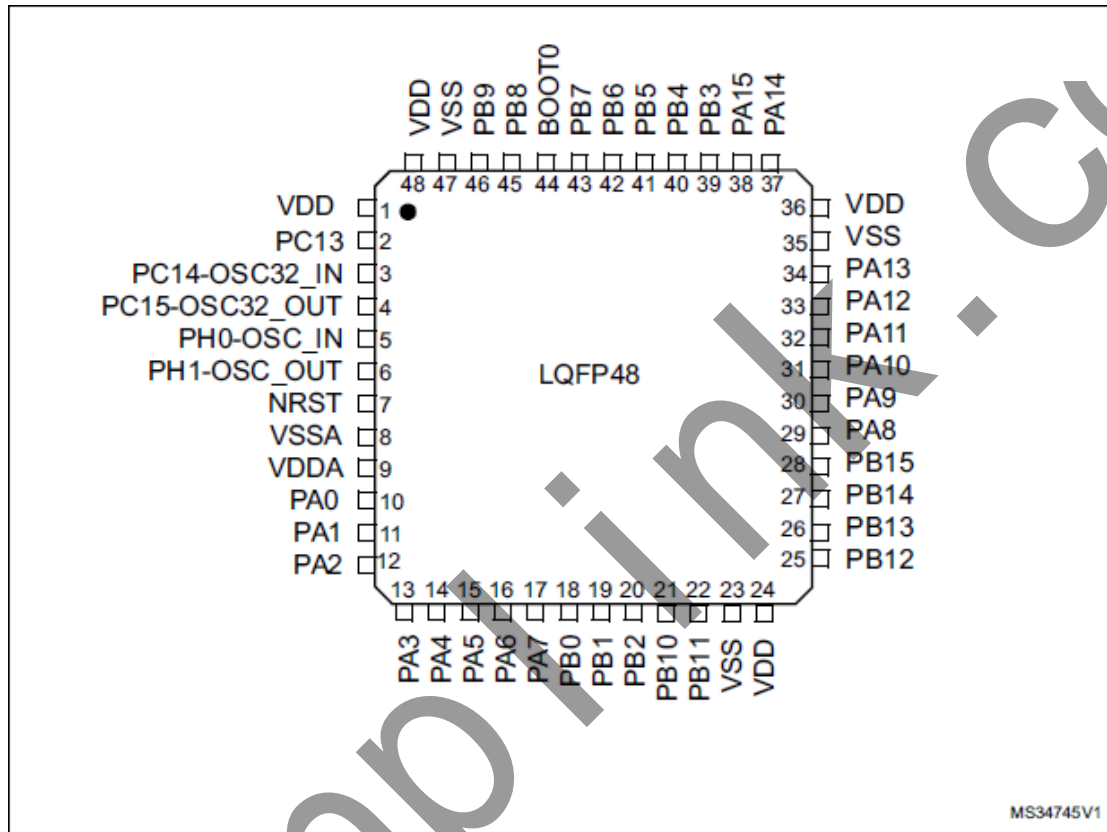 VDD
VSS
PB9
PB8
BOOT0
PB7
PB6
PB5
PB4
PB3
PA15
PA14
48 47 46 45 44 43 42 41 40 39 38 37
VDD 1
PC13 2
PC14-OSC32_IN 3
PC15-OSC32_OUT 4
PH0-OSC_IN 5
PH1-OSC_OUT 6
NRST 7
VSSA 8
VDDA 9
PA0 10
PA1 11
PA2 12
LQFP48
36 VDD
35 VSS
34 PA13
33 PA12
32 PA11
31 PA10
30 PA9
29 PA8
28 PB15
27 PB14
26 PB13
25 PB12
13 14 15 16 17 18 19 20 21 22 23 24
PA3
PA4
PA5
PA6
PA7
PB0
PB1
PB2
PB10
PB11
VSS
VDD
MS34745V1